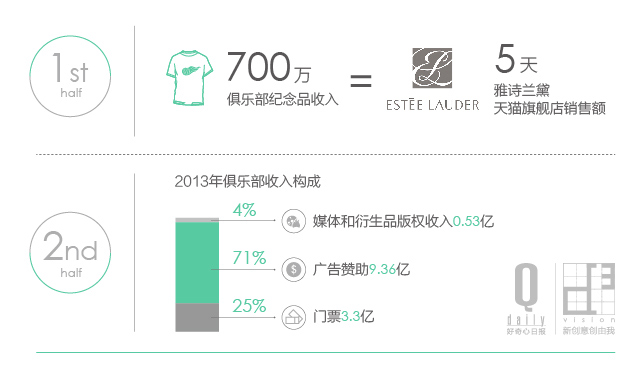 1st
half
700万
俱乐部纪念品收入
=
ESTĒE LAUDER
5天
雅诗兰黛
天猫旗舰店销售额
2nd
half
2013年俱乐部收入构成
4%
媒体和衍生品版权收入0.53亿
71%
$
广告赞助9.36亿
25%
门票3.3亿
Q
daily
好奇心日报
vision
新创意创由我